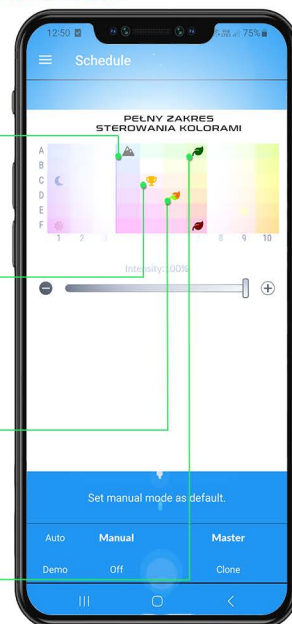 12:50 75%
Schedule
PEŁNY ZAKRES
STEROWANIA KOLORAMI
A
B
C
D
E
F
1 2 3 8 9 10
Intensity:100%
Set manual mode as default.
Auto Manual Master
Demo Off Clone